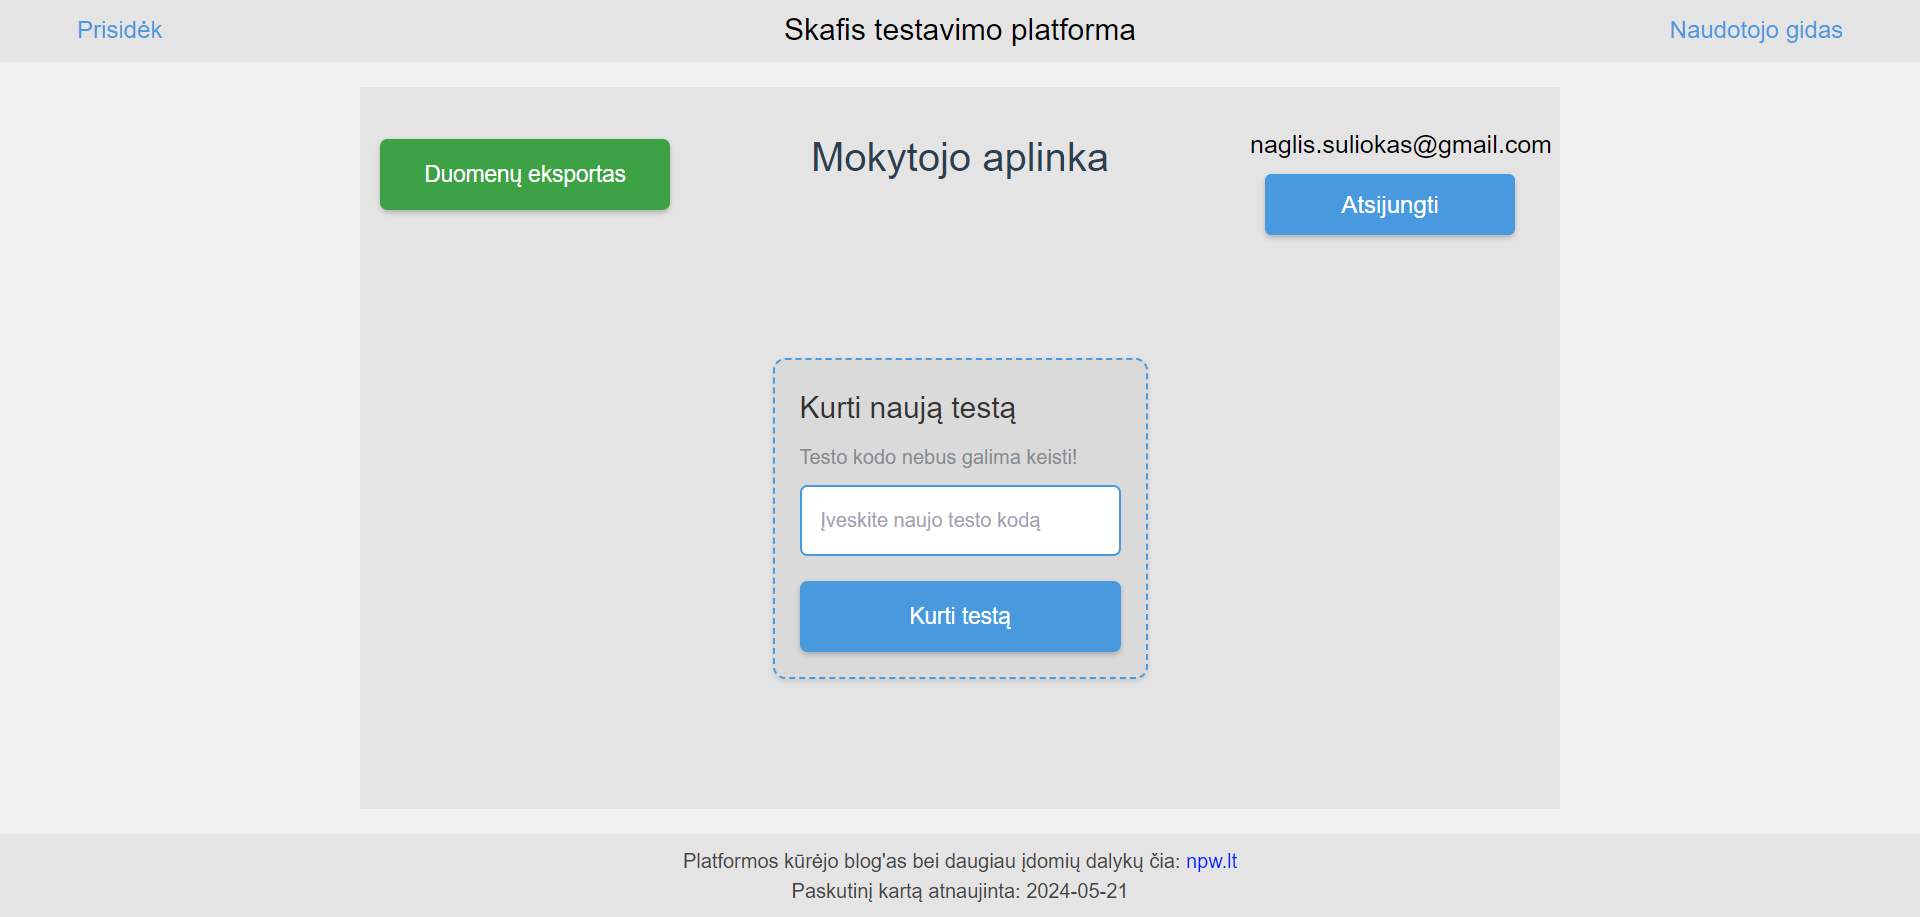 Prisidėk
Skafis testavimo platforma
Naudotojo gidas
Duomenų eksportas
Mokytojo aplinka
naglis.suliokas@gmail.com
Atsijungti
Kurti naują testą
Testo kodo nebus galima keisti!
Įveskite naujo testo kodą
Kurti testą
Platformos kūrėjo blog'as bei daugiau įdomių dalykų čia: npw.lt
Paskutinį kartą atnaujinta: 2024-05-21